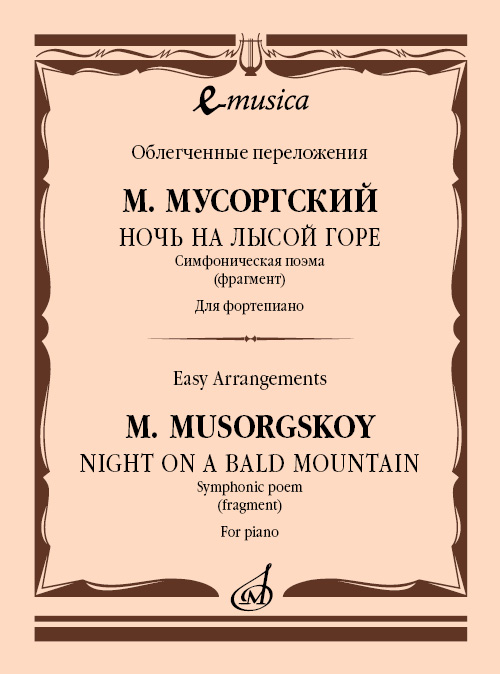 e-musica
Облегченные переложения
М. МУСОРГСКИЙ
НОЧЬ НА ЛЫСОЙ ГОРЕ
Симфоническая поэма
(фрагмент)
Для фортепиано
Easy Arrangements
M. MUSORGSKOY
NIGHT ON A BALD MOUNTAIN
Symphonic poem
(fragment)
For piano